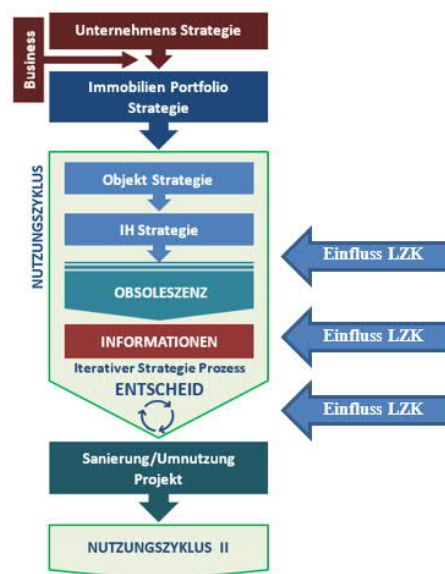 Unternehmens Strategie
Business
Immobilien Portfolio
Strategie
NUTZUNGSZYKLUS
Objekt Strategie
IH Strategie
Einfluss LZK
OBSOLESZENZ
INFORMATIONEN
Einfluss LZK
Iterativer Strategie Prozess
ENTSCHEID
Einfluss LZK
Sanierung/Umnutzung
Projekt
NUTZUNGSZYKLUS II